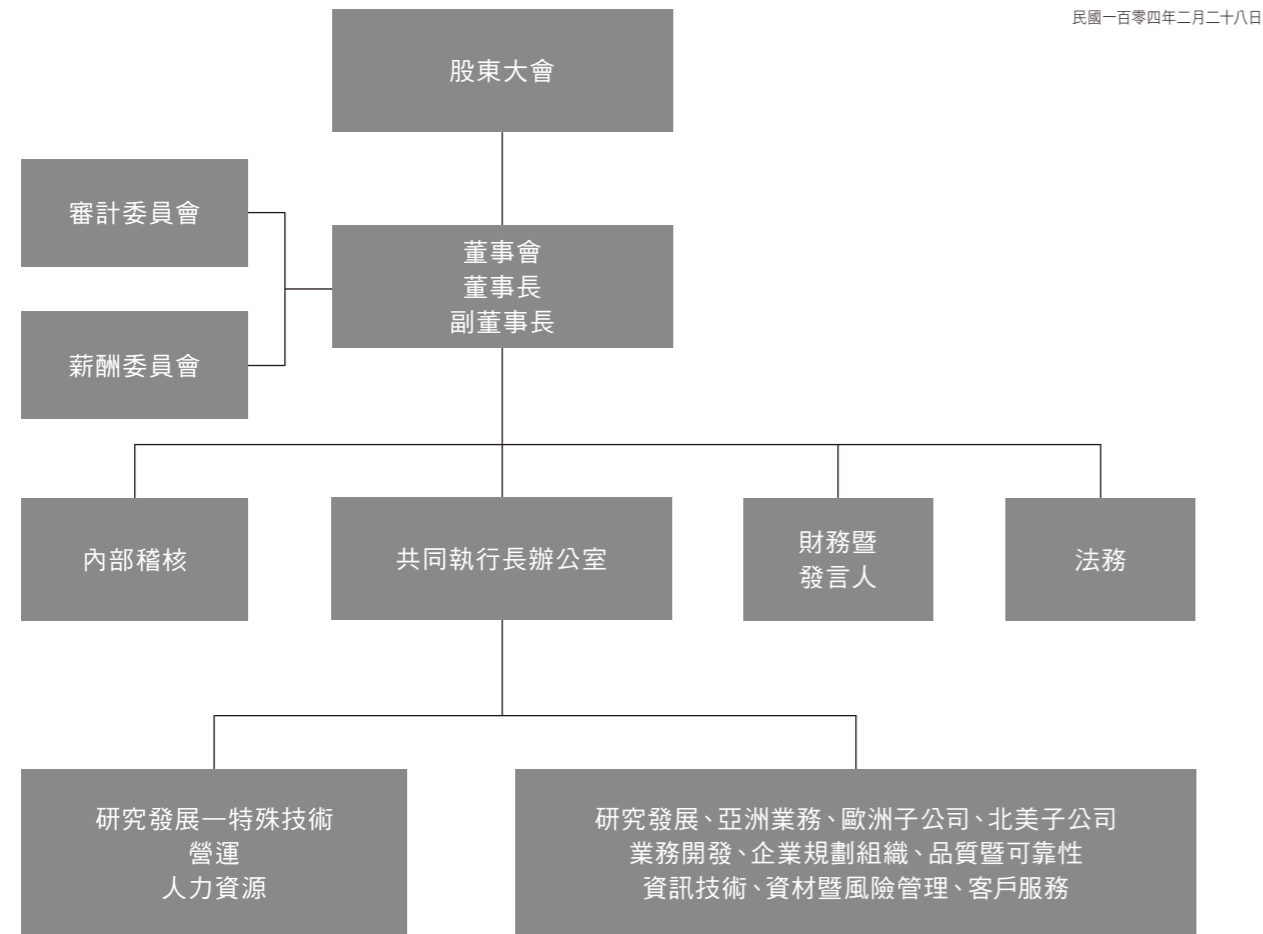 民國一百零四年二月二十八日
股東大會
審計委員會
董事會
董事長
副董事長
薪酬委員會
內部稽核
共同執行長辦公室
財務暨
發言人
法務
研究發展—特殊技術
營運
人力資源
研究發展、亞洲業務、歐洲子公司、北美子公司
業務開發、企業規劃組織、品質暨可靠性
資訊技術、資材暨風險管理、客戶服務